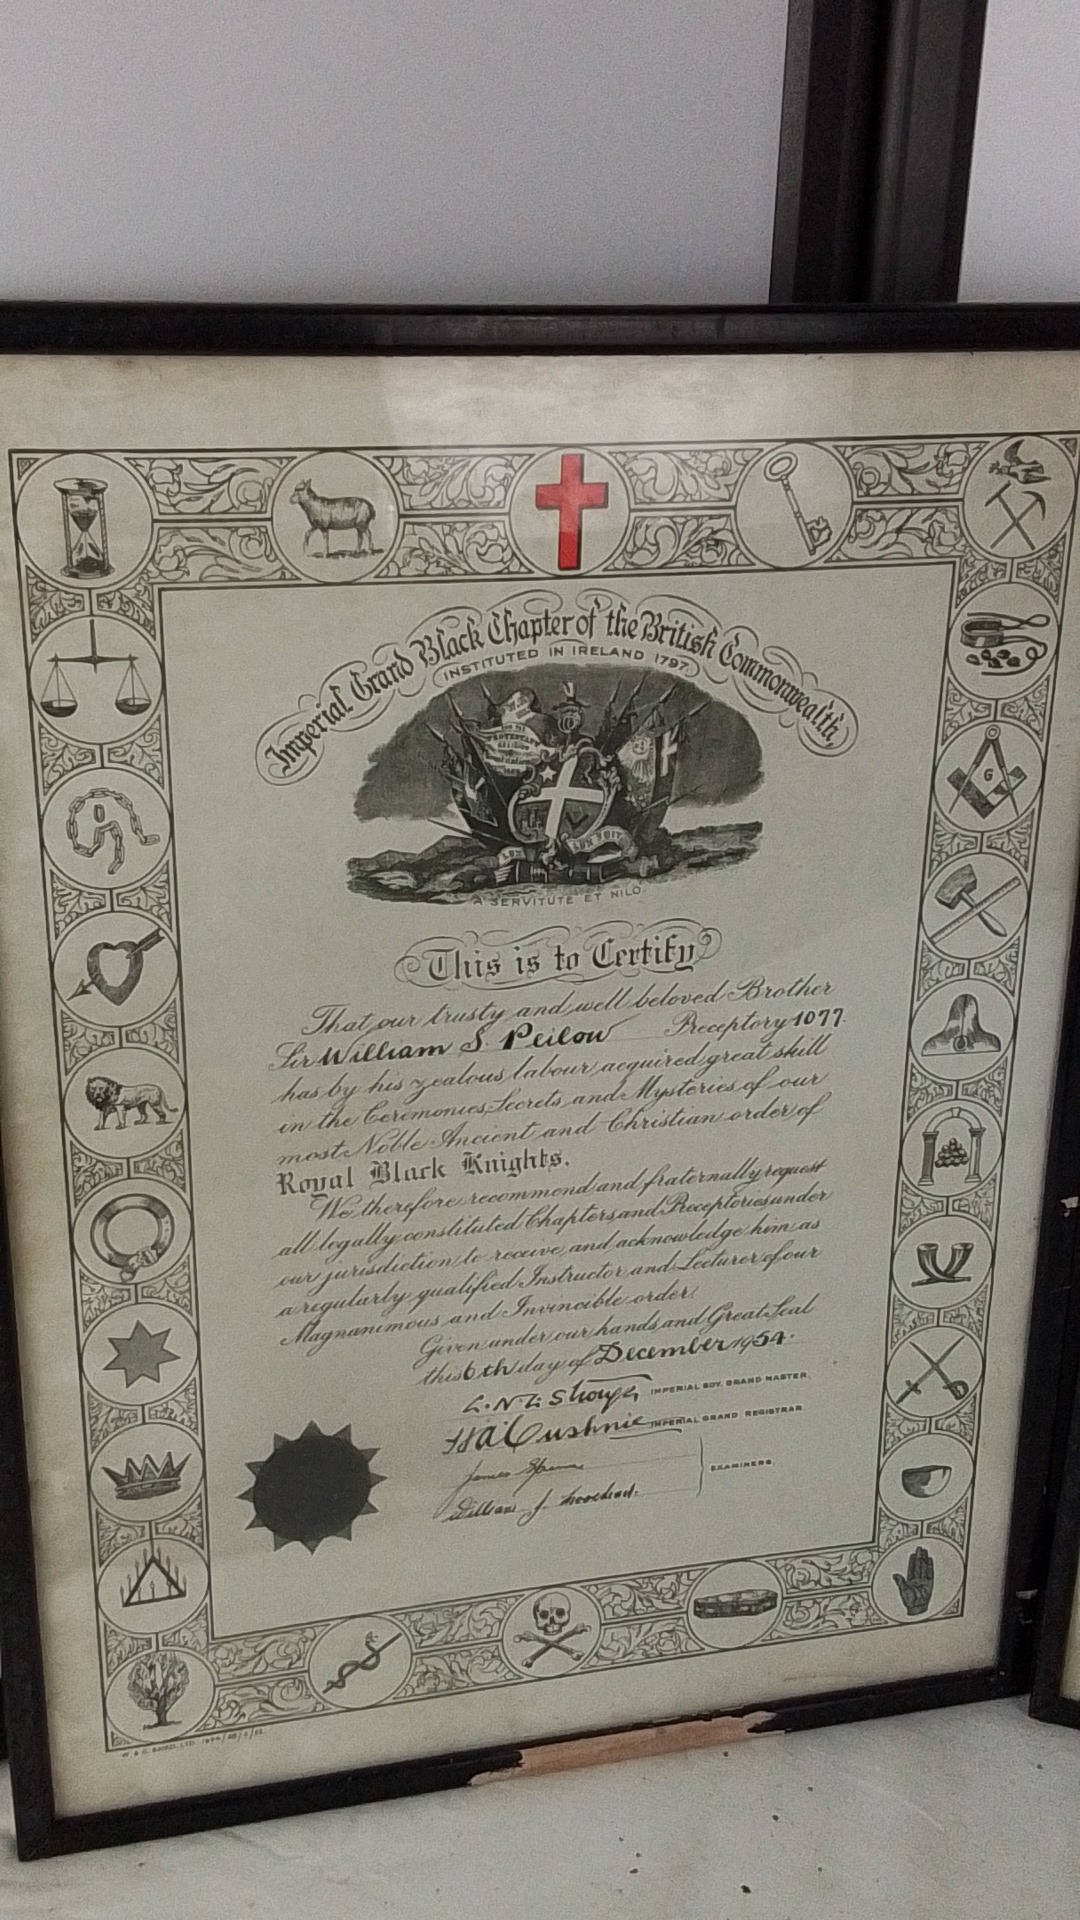 Imperial Grand Black Chapter of the British Commonwealth,
INSTITUTED IN IRELAND 1797.
G
A SERVITUTE ET NILO.
This is to Certify
That our trusty and well beloved Brother
Sir William S. Peilow Preceptory 1077.
has by his zealous labour acquired great skill
in the Ceremonies, Secrets and Mysteries of our
most Noble Ancient and Christian order of
Royal Black Knights.
We therefore recommend and fraternally request
all legally constituted Chapters and Preceptories under
our jurisdiction to receive and acknowledge him as
a regularly qualified Instructor and Lecturer of our
Magnanimous and Invincible order.
Given under our hands and Great Seal
this 6th day of December 1954.
IMPERIAL SOV. GRAND MASTER.
Cushnie IMPERIAL GRAND REGISTRAR
James
EXAMINERS.
William J.
W. & G. BAIRD, LTD.